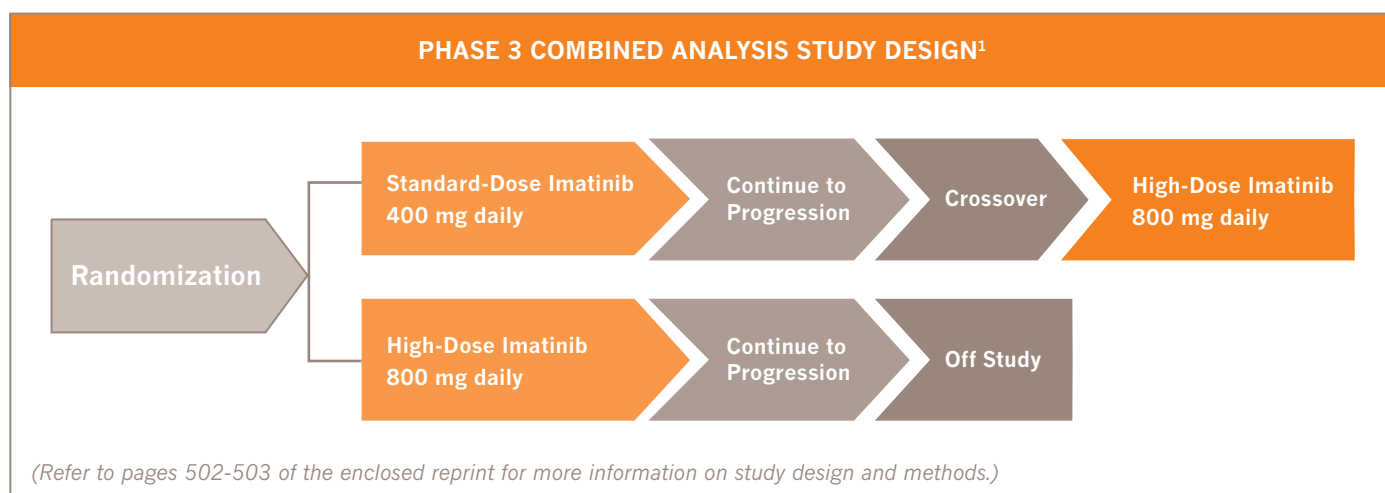 PHASE 3 COMBINED ANALYSIS STUDY DESIGN¹
Randomization
Standard-Dose Imatinib
400 mg daily
Continue to
Progression
Crossover
High-Dose Imatinib
800 mg daily
High-Dose Imatinib
800 mg daily
Continue to
Progression
Off Study
(Refer to pages 502-503 of the enclosed reprint for more information on study design and methods.)